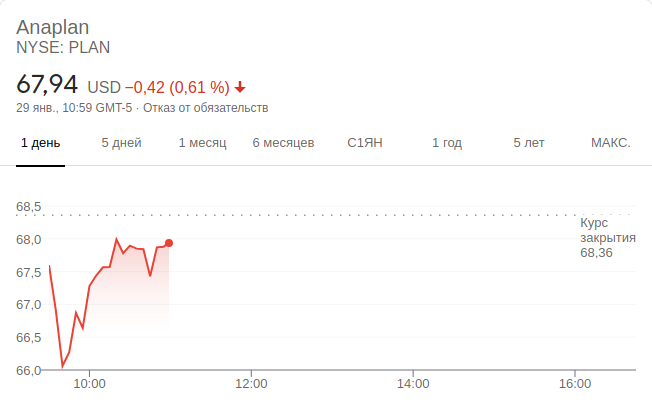 Anaplan
NYSE: PLAN
67,94 USD −0,42 (0,61 %)
29 янв., 10:59 GMT-5 · Отказ от обязательств
1 день 5 дней 1 месяц 6 месяцев С1ЯН 1 год 5 лет МАКС.
68,5
Курс
закрытия
68,36
68,0
67,5
67,0
66,5
66,0
10:00 12:00 14:00 16:00